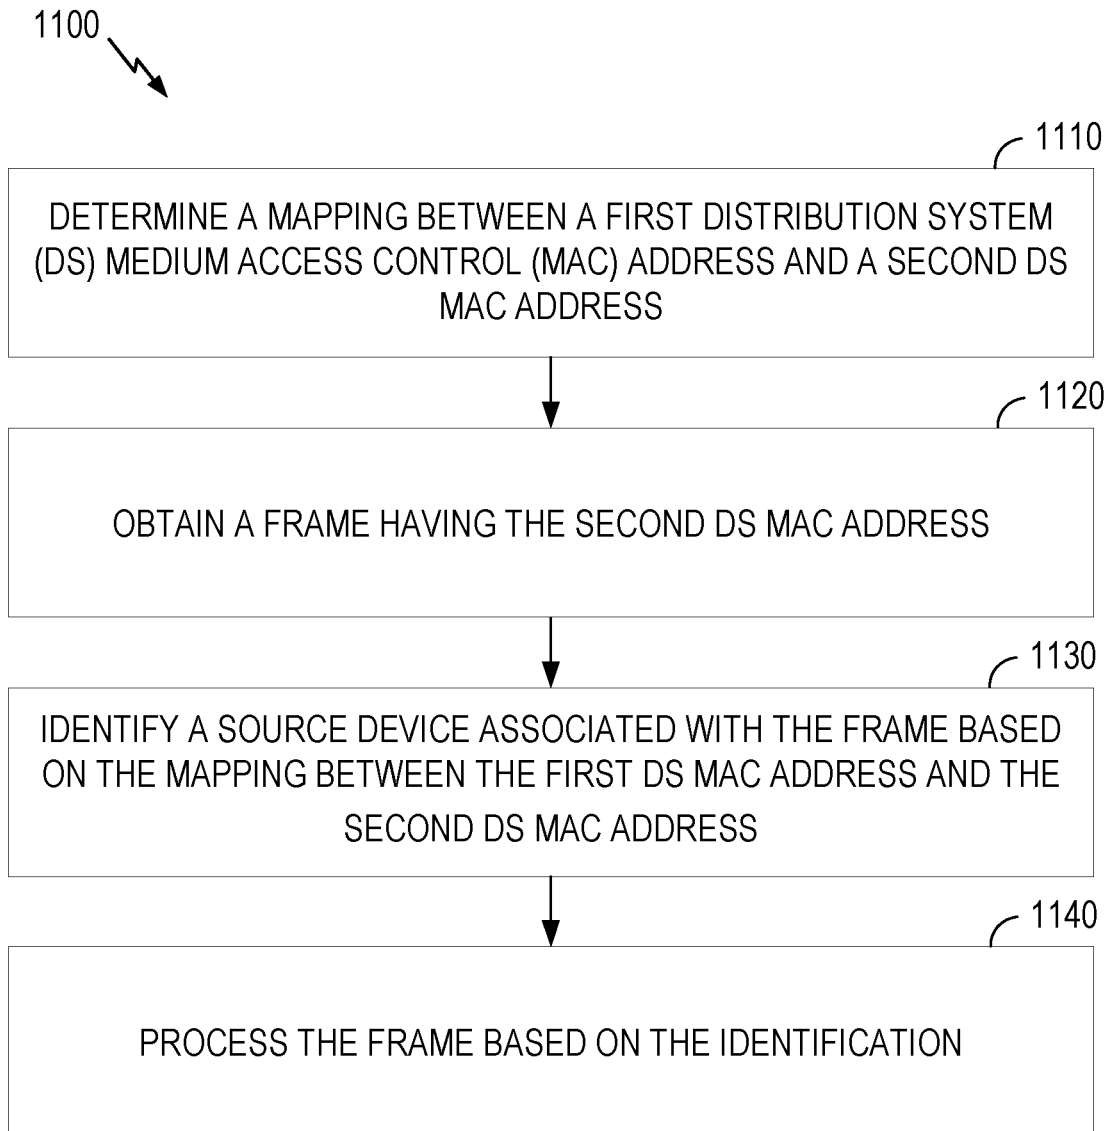 1100
1110
DETERMINE A MAPPING BETWEEN A FIRST DISTRIBUTION SYSTEM
(DS) MEDIUM ACCESS CONTROL (MAC) ADDRESS AND A SECOND DS
MAC ADDRESS
1120
OBTAIN A FRAME HAVING THE SECOND DS MAC ADDRESS
1130
IDENTIFY A SOURCE DEVICE ASSOCIATED WITH THE FRAME BASED
ON THE MAPPING BETWEEN THE FIRST DS MAC ADDRESS AND THE
SECOND DS MAC ADDRESS
1140
PROCESS THE FRAME BASED ON THE IDENTIFICATION